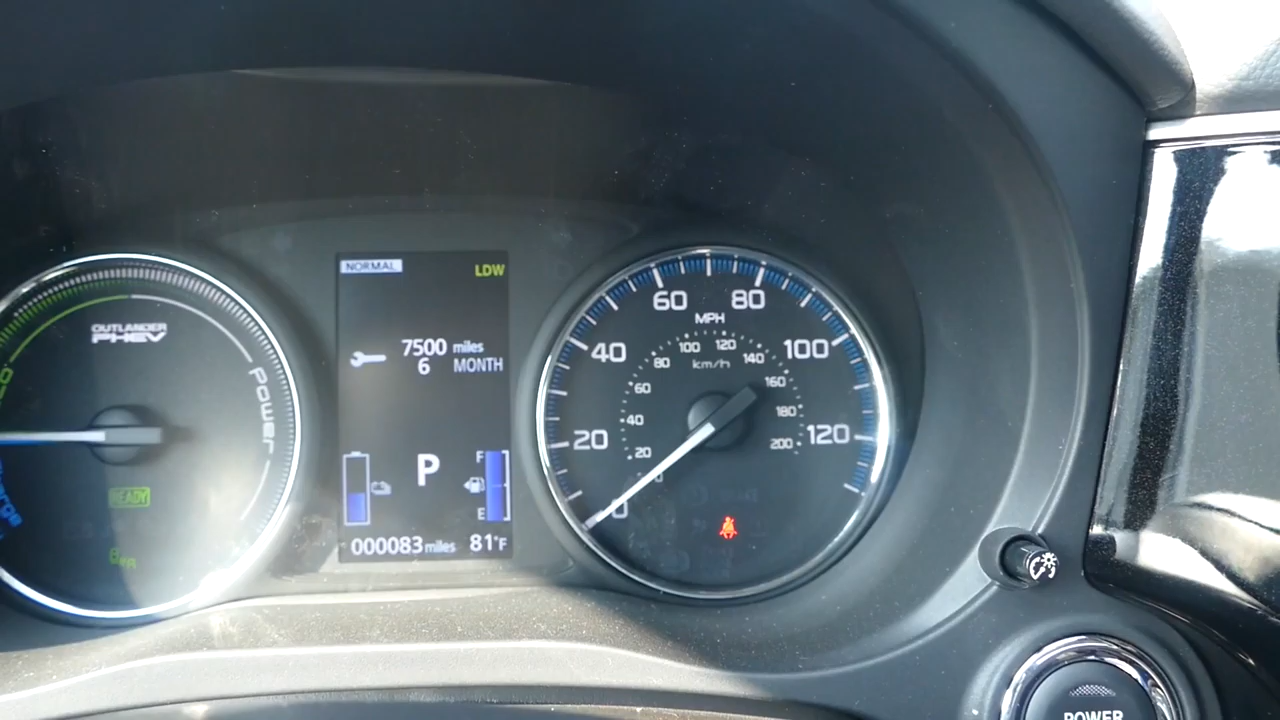 OUTLANDER
PHEV
Power
READY
NORMAL
LDW
7500 miles
6 MONTH
P
F
E
000083 miles
81°F
0
20
40
60
80
100
120
MPH
km/h
20
40
60
80
100
120
140
160
180
200
POWER